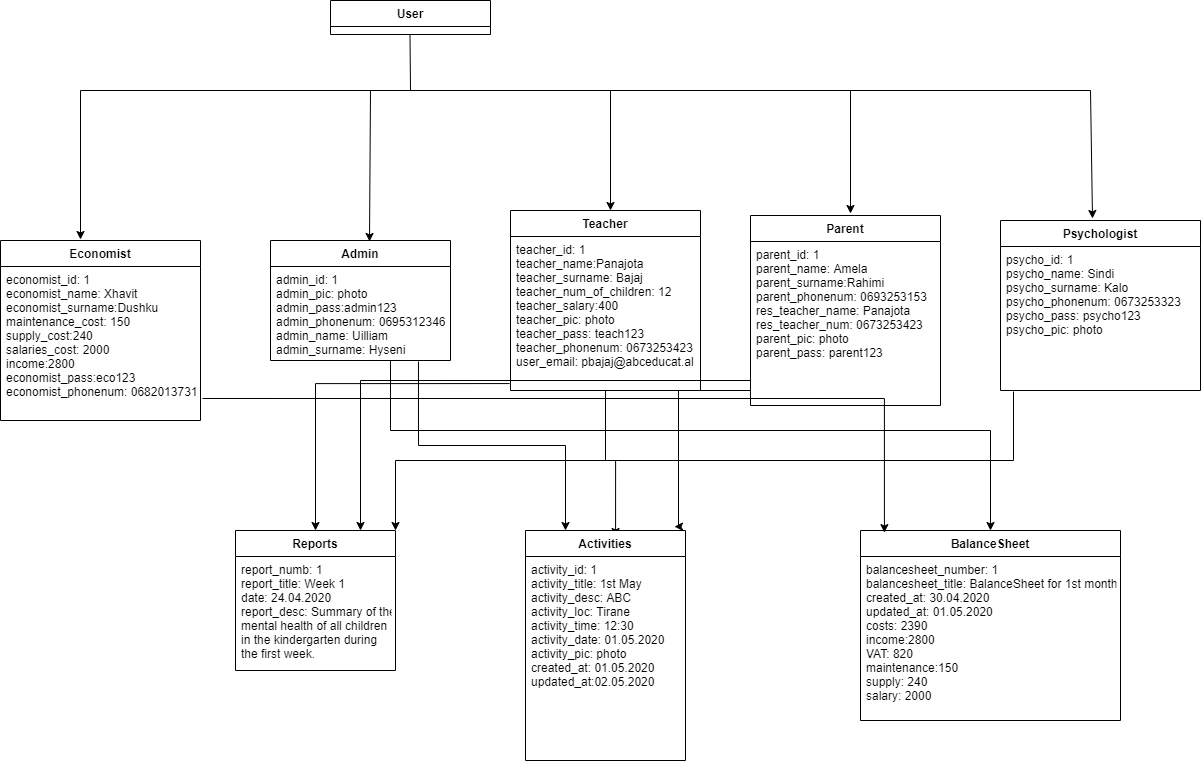 User
Economist
economist_id: 1
economist_name: Xhavit
economist_surname:Dushku
maintenance_cost: 150
supply_cost:240
salaries_cost: 2000
income:2800
economist_pass:eco123
economist_phonenum: 0682013731
Admin
admin_id: 1
admin_pic: photo
admin_pass:admin123
admin_phonenum: 0695312346
admin_name: Uilliam
admin_surname: Hyseni
Teacher
teacher_id: 1
teacher_name:Panajota
teacher_surname: Bajaj
teacher_num_of_children: 12
teacher_salary:400
teacher_pic: photo
teacher_pass: teach123
teacher_phonenum: 0673253423
user_email: pbajaj@abceducat.al
Parent
parent_id: 1
parent_name: Amela
parent_surname:Rahimi
parent_phonenum: 0693253153
res_teacher_name: Panajota
res_teacher_num: 0673253423
parent_pic: photo
parent_pass: parent123
Psychologist
psycho_id: 1
psycho_name: Sindi
psycho_surname: Kalo
psycho_phonenum: 0673253323
psycho_pass: psycho123
psycho_pic: photo
Reports
report_numb: 1
report_title: Week 1
date: 24.04.2020
report_desc: Summary of the
mental health of all children
in the kindergarten during
the first week.
Activities
activity_id: 1
activity_title: 1st May
activity_desc: ABC
activity_loc: Tirane
activity_time: 12:30
activity_date: 01.05.2020
activity_pic: photo
created_at: 01.05.2020
updated_at:02.05.2020
BalanceSheet
balancesheet_number: 1
balancesheet_title: BalanceSheet for 1st month
created_at: 30.04.2020
updated_at: 01.05.2020
costs: 2390
income:2800
VAT: 820
maintenance:150
supply: 240
salary: 2000